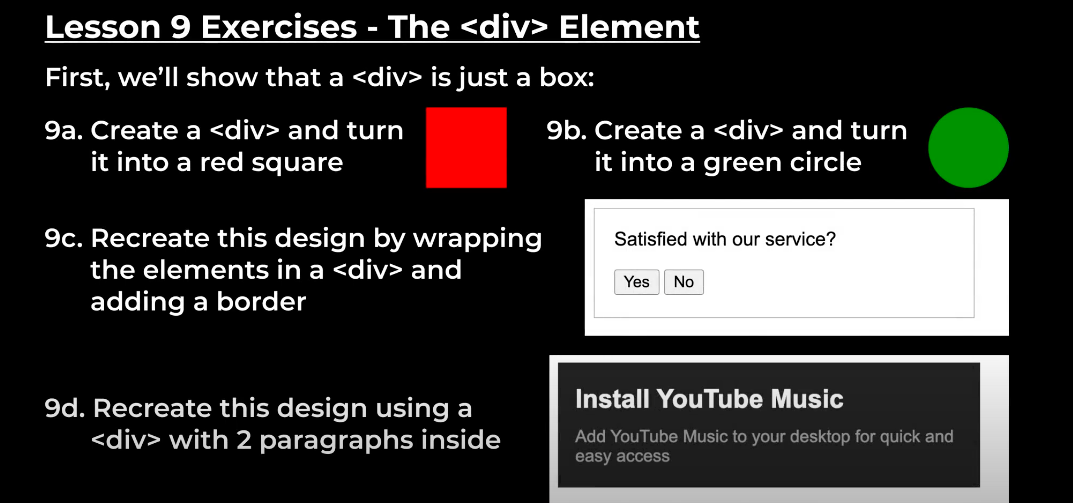 Lesson 9 Exercises - The <div> Element
First, we’ll show that a <div> is just a box:
9a. Create a <div> and turn
it into a red square
9b. Create a <div> and turn
it into a green circle
9c. Recreate this design by wrapping
the elements in a <div> and
adding a border
Satisfied with our service?
Yes No
9d. Recreate this design using a
<div> with 2 paragraphs inside
Install YouTube Music
Add YouTube Music to your desktop for quick and
easy access